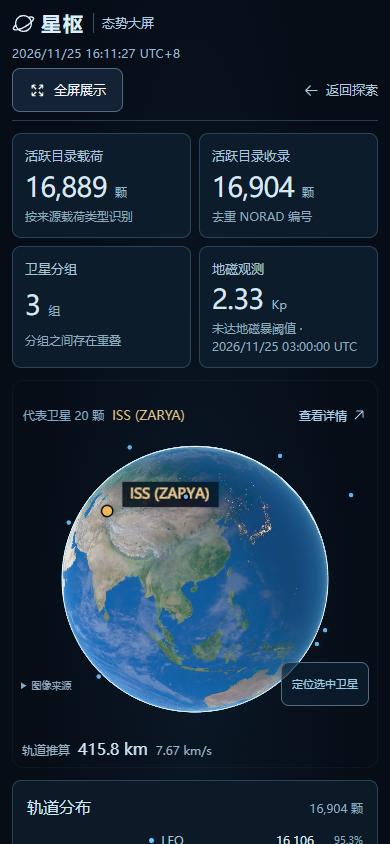 星枢 态势大屏
2026/11/25 16:11:27 UTC+8
全屏展示
返回探索
活跃目录载荷
16,889 颗
按来源载荷类型识别
活跃目录收录
16,904 颗
去重 NORAD 编号
卫星分组
3 组
分组之间存在重叠
地磁观测
2.33 Kp
未达地磁暴阈值 ·
2026/11/25 03:00:00 UTC
代表卫星 20 颗 ISS (ZARYA)
查看详情
ISS (ZARYA)
图像来源
定位选中卫星
轨道推算 415.8 km 7.67 km/s
轨道分布
16,904 颗
LEO 16,106 95.3%